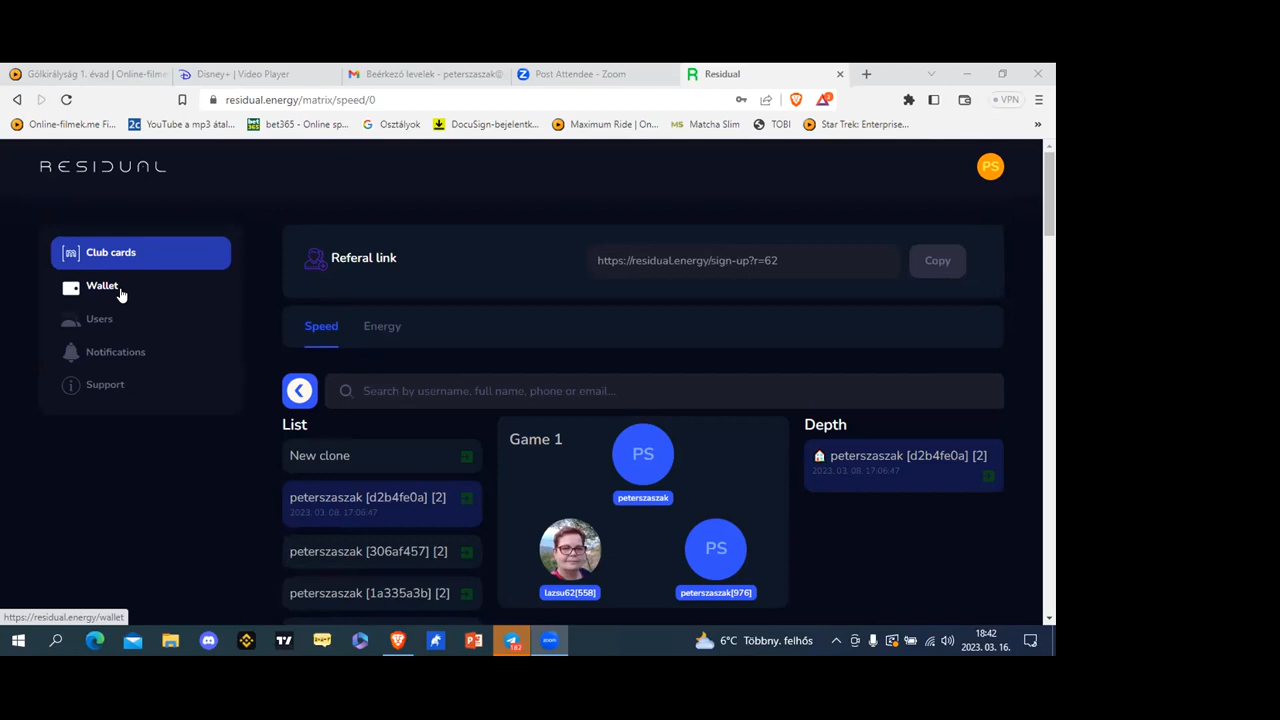 Gólkirályság 1. évad | Online-filme
Disney+ | Video Player
Beérkező levelek - peterszaszak@
Post Attendee - Zoom
Residual
residual.energy/matrix/speed/0
VPN
Online-filmek.me Fi...
YouTube a mp3 átal...
bet365 - Online sp...
Osztályok
DocuSign-bejelentk...
Maximum Ride | On...
MS Matcha Slim
TOBI
Star Trek: Enterprise...
RESIDUAL
PS
Club cards
Wallet
Users
Notifications
Support
Referal link
https://residual.energy/sign-up?r=62
Copy
Speed
Energy
Search by username, full name, phone or email...
List
New clone
peterszaszak [d2b4fe0a] [2]
2023. 03. 08. 17:06:47
peterszaszak [306af457] [2]
peterszaszak [1a335a3b] [2]
Game 1
PS
peterszaszak
lazsu62[558]
PS
peterszaszak[976]
Depth
peterszaszak [d2b4fe0a] [2]
2023. 03. 08. 17:06:47
https://residual.energy/wallet
182
zoom
6°C Többny. felhős
18:42
2023. 03. 16.